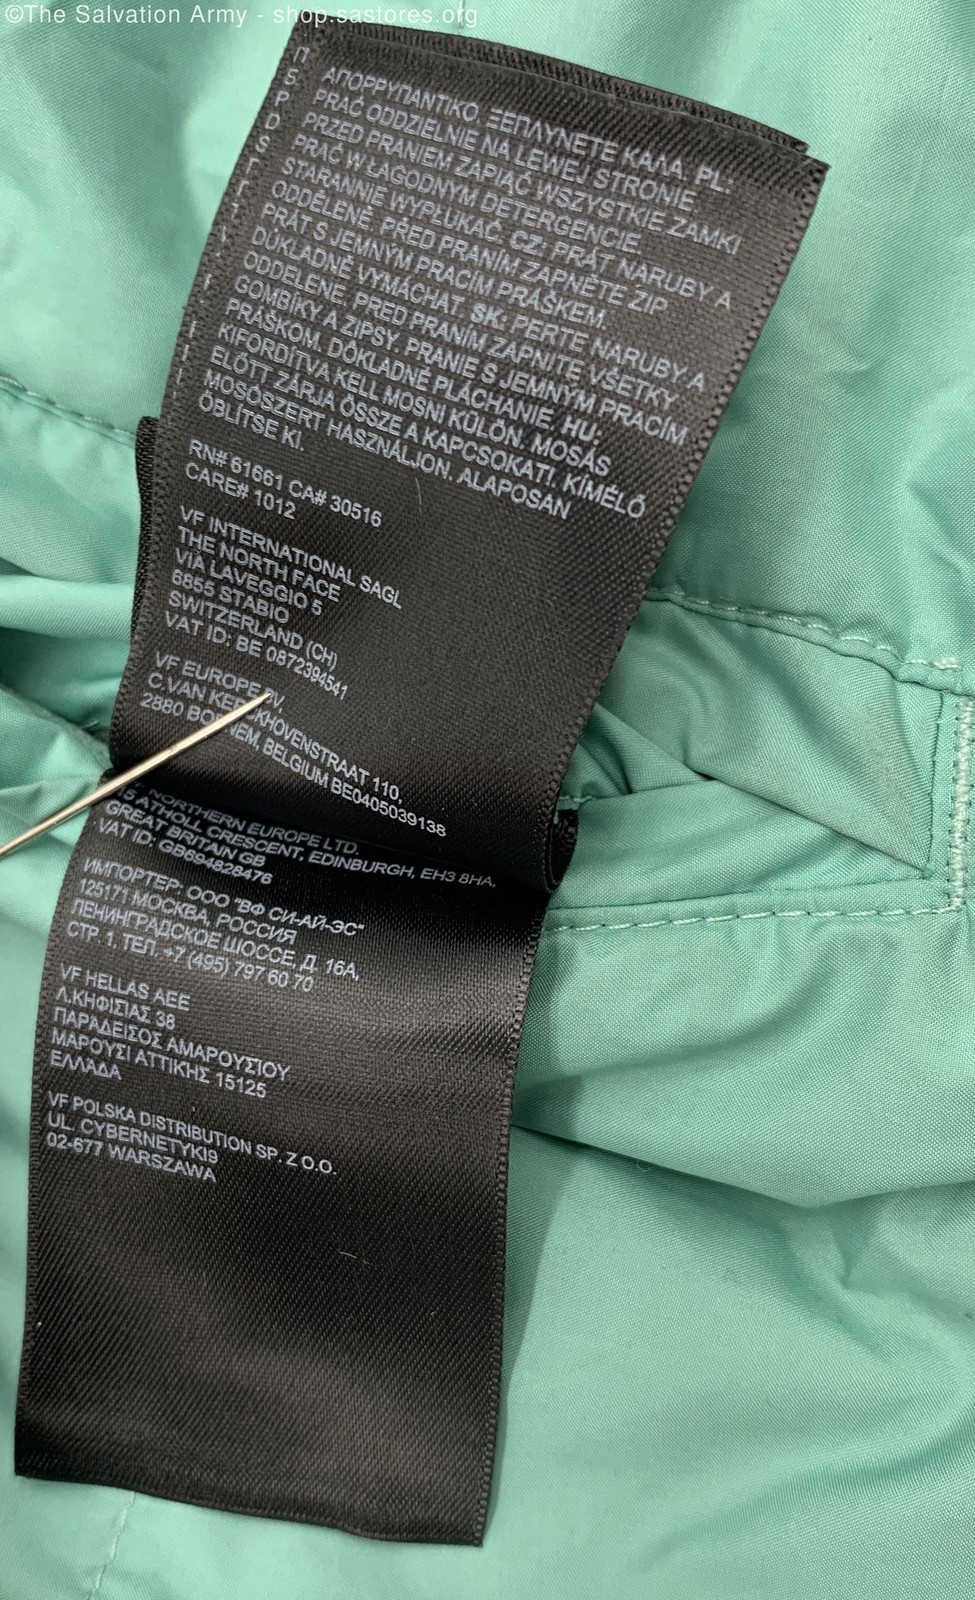 ©The Salvation Army - shop.sastores.org
ΑΠΟΡΡΥΠΑΝΤΙΚΟ. ΞΕΠΛΥΝΕΤΕ ΚΑΛΑ. PL:
PRAĆ ODDZIELNIE NA LEWEJ STRONIE.
PRZED PRANIEM ZAPIĄĆ WSZYSTKIE ZAMKI
PRAĆ W ŁAGODNYM DETERGENCIE.
STARANNIE WYPŁUKAĆ. CZ: PRÁT NARUBY A
ODDĚLENĚ. PŘED PRANÍM ZAPNĚTE ZIP
PRÁT S JEMNÝM PRACÍM PRÁŠKEM.
DŮKLADNĚ VYMÁCHAT. SK: PERTE NARUBY A
ODDELENE. PRED PRANÍM ZAPNITE VŠETKY
GOMBÍKY A ZIPSY. PRANIE S JEMNÝM PRACÍM
PRÁŠKOM. DÔKLADNÉ PLÁCHANIE. HU:
KIFORDÍTVA KELL MOSNI KÜLÖN. MOSÁS
ELŐTT ZÁRJA ÖSSZE A KAPCSOKATI. KÍMÉLŐ
MOSÓSZERT HASZNÁLJON. ALAPOSAN
ÖBLÍTSE KI.
RN# 61661 CA# 30516
CARE# 1012
VF INTERNATIONAL SAGL
THE NORTH FACE
VIA LAVEGGIO 5
6855 STABIO
SWITZERLAND (CH)
VAT ID: BE 0872394541
VF EUROPE BV,
C.VAN KERCKHOVENSTRAAT 110,
2880 BORNEM, BELGIUM BE0405039138
NORTHERN EUROPE LTD.
ATHOLL CRESCENT, EDINBURGH, EH3 8HA,
GREAT BRITAIN GB
VAT ID: GB694828476
ИМПОРТЕР: ООО "ВФ СИ-АЙ-ЭС"
125171 МОСКВА, РОССИЯ
ЛЕНИНГРАДСКОЕ ШОССЕ, Д. 16А,
СТР. 1, ТЕЛ. +7 (495) 797 60 70
VF HELLAS AEE
Λ.ΚΗΦΙΣΙΑΣ 38
ΠΑΡΑΔΕΙΣΟΣ ΑΜΑΡΟΥΣΙΟΥ
ΜΑΡΟΥΣΙ ΑΤΤΙΚΗΣ 15125
ΕΛΛΑΔΑ
VF POLSKA DISTRIBUTION SP. Z O.O.
UL. CYBERNETYKI9
02-677 WARSZAWA